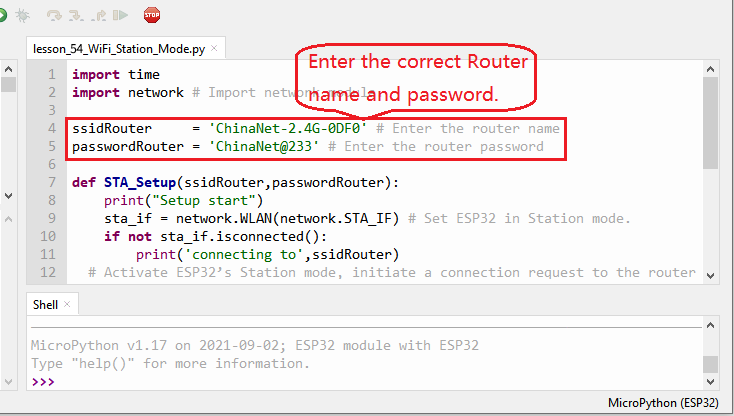 STOP
lesson_54_WiFi_Station_Mode.py ×
Enter the correct Router
name and password.
1 import time
2 import network # Import network
3
4 ssidRouter     = 'ChinaNet-2.4G-0DF0' # Enter the router name
5 passwordRouter = 'ChinaNet@233' # Enter the router password
6
7 def STA_Setup(ssidRouter,passwordRouter):
8     print("Setup start")
9     sta_if = network.WLAN(network.STA_IF) # Set ESP32 in Station mode.
10     if not sta_if.isconnected():
11         print('connecting to',ssidRouter)
12   # Activate ESP32’s Station mode, initiate a connection request to the router
Shell ×
MicroPython v1.17 on 2021-09-02; ESP32 module with ESP32
Type "help()" for more information.
>>>
MicroPython (ESP32)